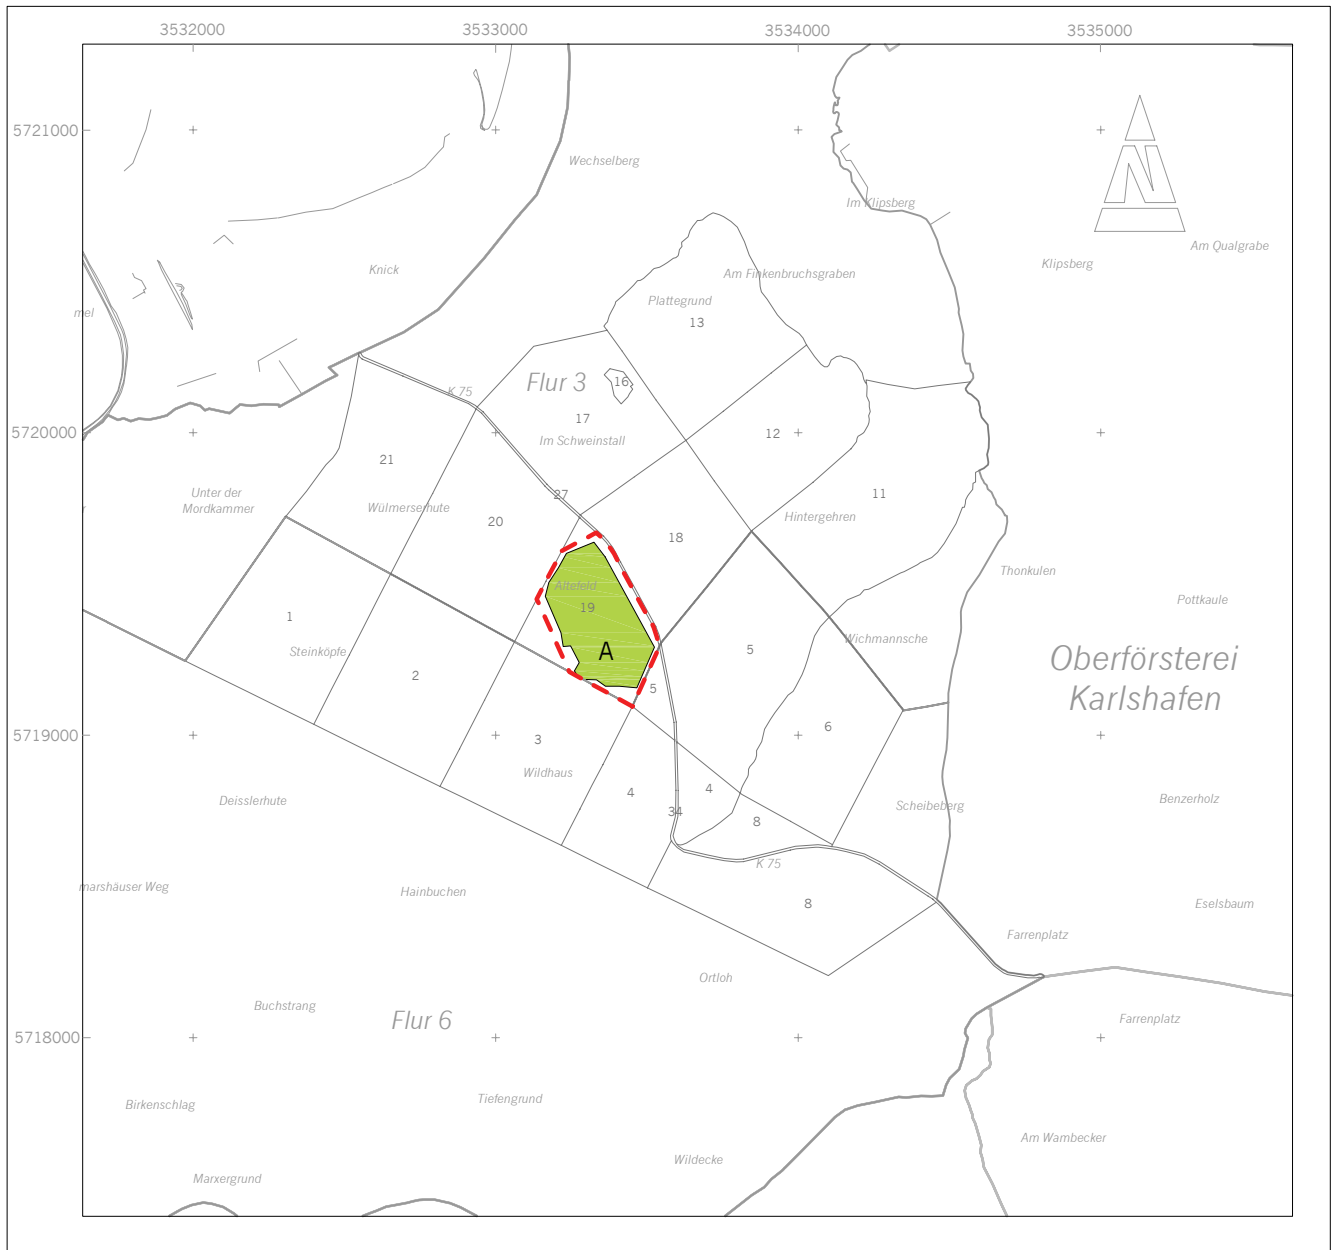 3532000
3533000
3534000
3535000
5721000
N
Wechselberg
Im Klipsberg
Am Qualgrabe
Klipsberg
Knick
Am Finkenbruchsgraben
Plattegrund
mel
13
Flur 3
16
K 75
17
5720000
Im Schweinstall
12
21
Unter der
Mordkammer
27
11
Wülmersehute
20
Hintergehren
18
Thonkulen
Altefeld
Pottkaule
19
1
Wichmannsche
Steinköpfe
A
5
Oberförsterei
Karlshafen
2
5
6
5719000
3
Wildhaus
4
4
Deisslerhute
34
8
Scheibeberg
Benzerholz
K 75
marshäuser Weg
Hainbuchen
8
Eselsbaum
Farrenplatz
Ortloh
Buchstrang
Flur 6
Farrenplatz
5718000
Birkenschlag
Tiefengrund
Am Wambecker
Wildecke
Marxergrund